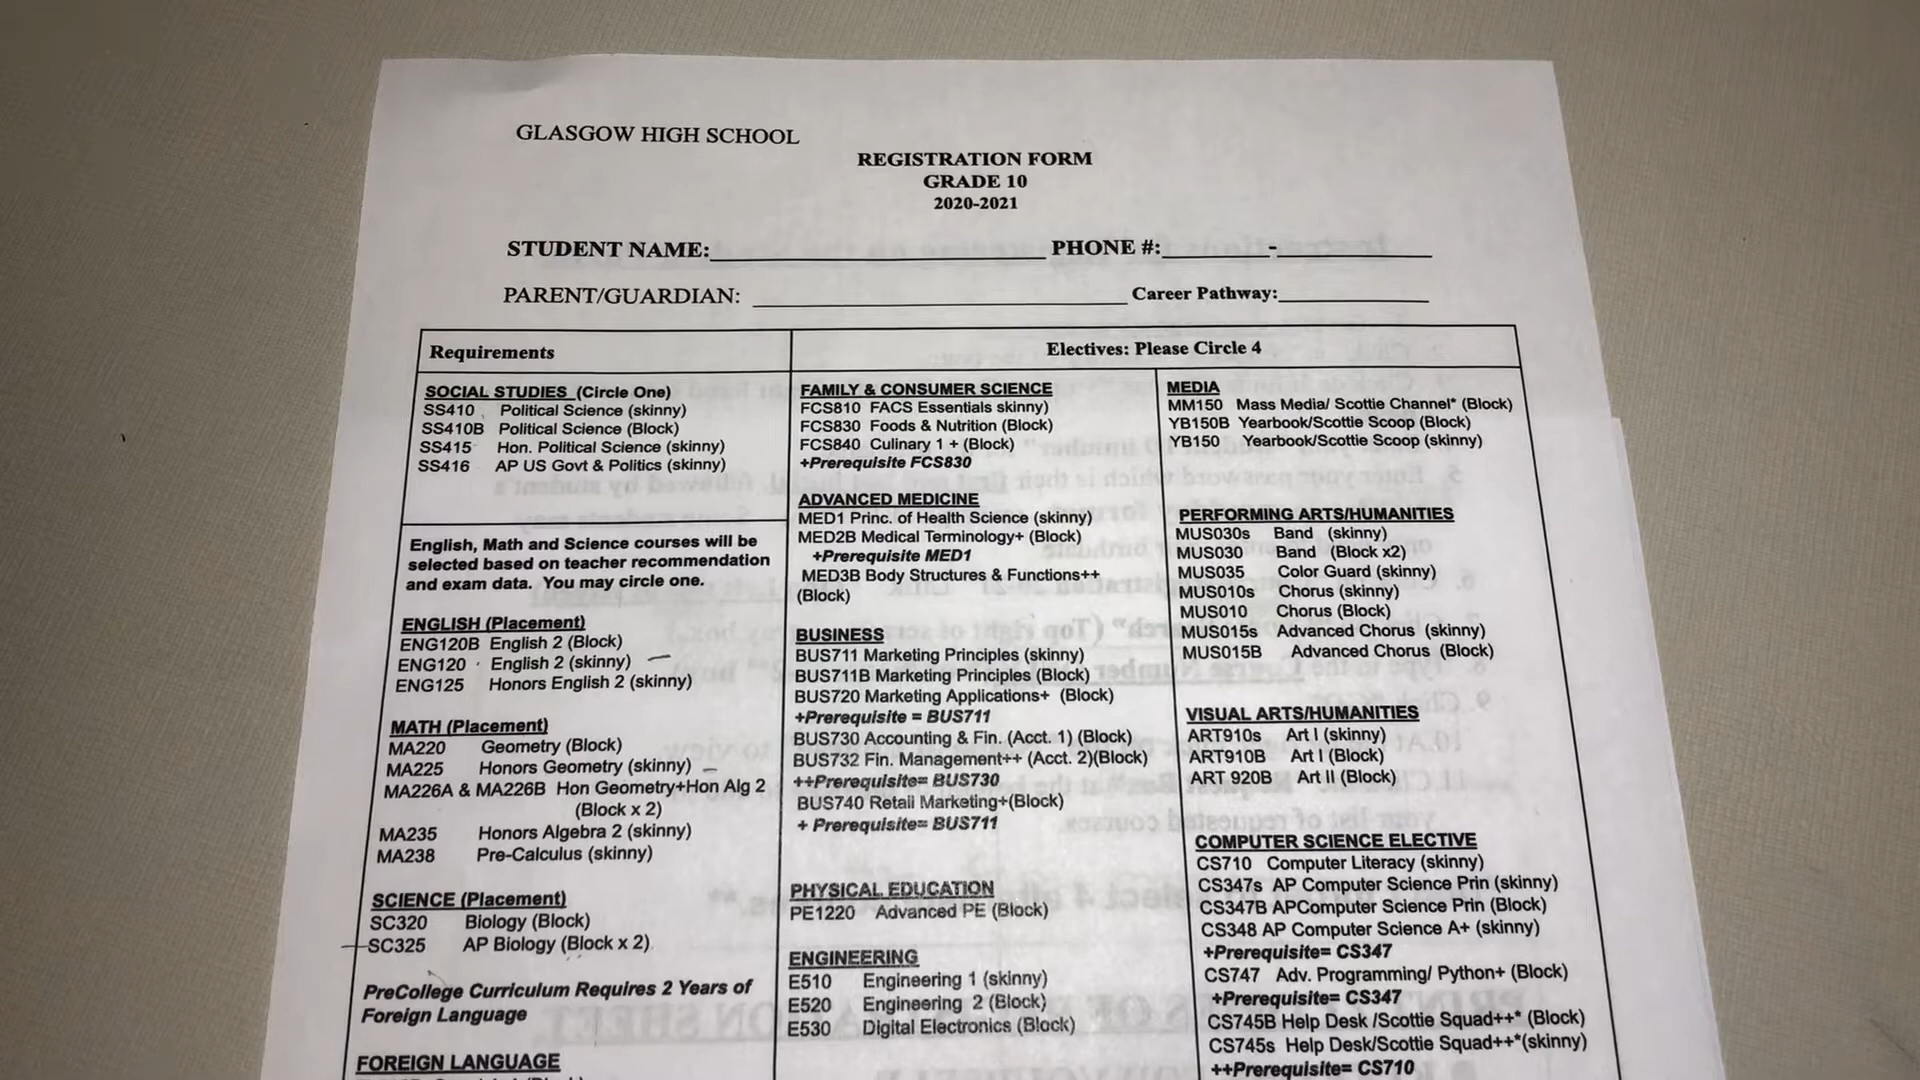 GLASGOW HIGH SCHOOL
REGISTRATION FORM
GRADE 10
2020-2021
STUDENT NAME: PHONE #: -
PARENT/GUARDIAN: Career Pathway:
Requirements
SOCIAL STUDIES (Circle One)
SS410 Political Science (skinny)
SS410B Political Science (Block)
SS415 Hon. Political Science (skinny)
SS416 AP US Govt & Politics (skinny)
English, Math and Science courses will be
selected based on teacher recommendation
and exam data. You may circle one.
ENGLISH (Placement)
ENG120B English 2 (Block)
ENG120 English 2 (skinny)
ENG125 Honors English 2 (skinny)
MATH (Placement)
MA220 Geometry (Block)
MA225 Honors Geometry (skinny)
MA226A & MA226B Hon Geometry+Hon Alg 2
(Block x 2)
MA235 Honors Algebra 2 (skinny)
MA238 Pre-Calculus (skinny)
SCIENCE (Placement)
SC320 Biology (Block)
SC325 AP Biology (Block x 2)
PreCollege Curriculum Requires 2 Years of
Foreign Language
FOREIGN LANGUAGE
Electives: Please Circle 4
FAMILY & CONSUMER SCIENCE
FCS810 FACS Essentials skinny)
FCS830 Foods & Nutrition (Block)
FCS840 Culinary 1 + (Block)
+Prerequisite FCS830
ADVANCED MEDICINE
MED1 Princ. of Health Science (skinny)
MED2B Medical Terminology+ (Block)
+Prerequisite MED1
MED3B Body Structures & Functions++
(Block)
BUSINESS
BUS711 Marketing Principles (skinny)
BUS711B Marketing Principles (Block)
BUS720 Marketing Applications+ (Block)
+Prerequisite = BUS711
BUS730 Accounting & Fin. (Acct. 1) (Block)
BUS732 Fin. Management++ (Acct. 2)(Block)
++Prerequisite= BUS730
BUS740 Retail Marketing+(Block)
+ Prerequisite= BUS711
PHYSICAL EDUCATION
PE1220 Advanced PE (Block)
ENGINEERING
E510 Engineering 1 (skinny)
E520 Engineering 2 (Block)
E530 Digital Electronics (Block)
MEDIA
MM150 Mass Media/ Scottie Channel* (Block)
YB150B Yearbook/Scottie Scoop (Block)
YB150 Yearbook/Scottie Scoop (skinny)
PERFORMING ARTS/HUMANITIES
MUS030s Band (skinny)
MUS030 Band (Block x2)
MUS035 Color Guard (skinny)
MUS010s Chorus (skinny)
MUS010 Chorus (Block)
MUS015s Advanced Chorus (skinny)
MUS015B Advanced Chorus (Block)
VISUAL ARTS/HUMANITIES
ART910s Art I (skinny)
ART910B Art I (Block)
ART 920B Art II (Block)
COMPUTER SCIENCE ELECTIVE
CS710 Computer Literacy (skinny)
CS347s AP Computer Science Prin (skinny)
CS347B APComputer Science Prin (Block)
CS348 AP Computer Science A+ (skinny)
+Prerequisite= CS347
CS747 Adv. Programming/ Python+ (Block)
+Prerequisite= CS347
CS745B Help Desk /Scottie Squad++* (Block)
CS745s Help Desk/Scottie Squad++*(skinny)
++Prerequisite= CS710